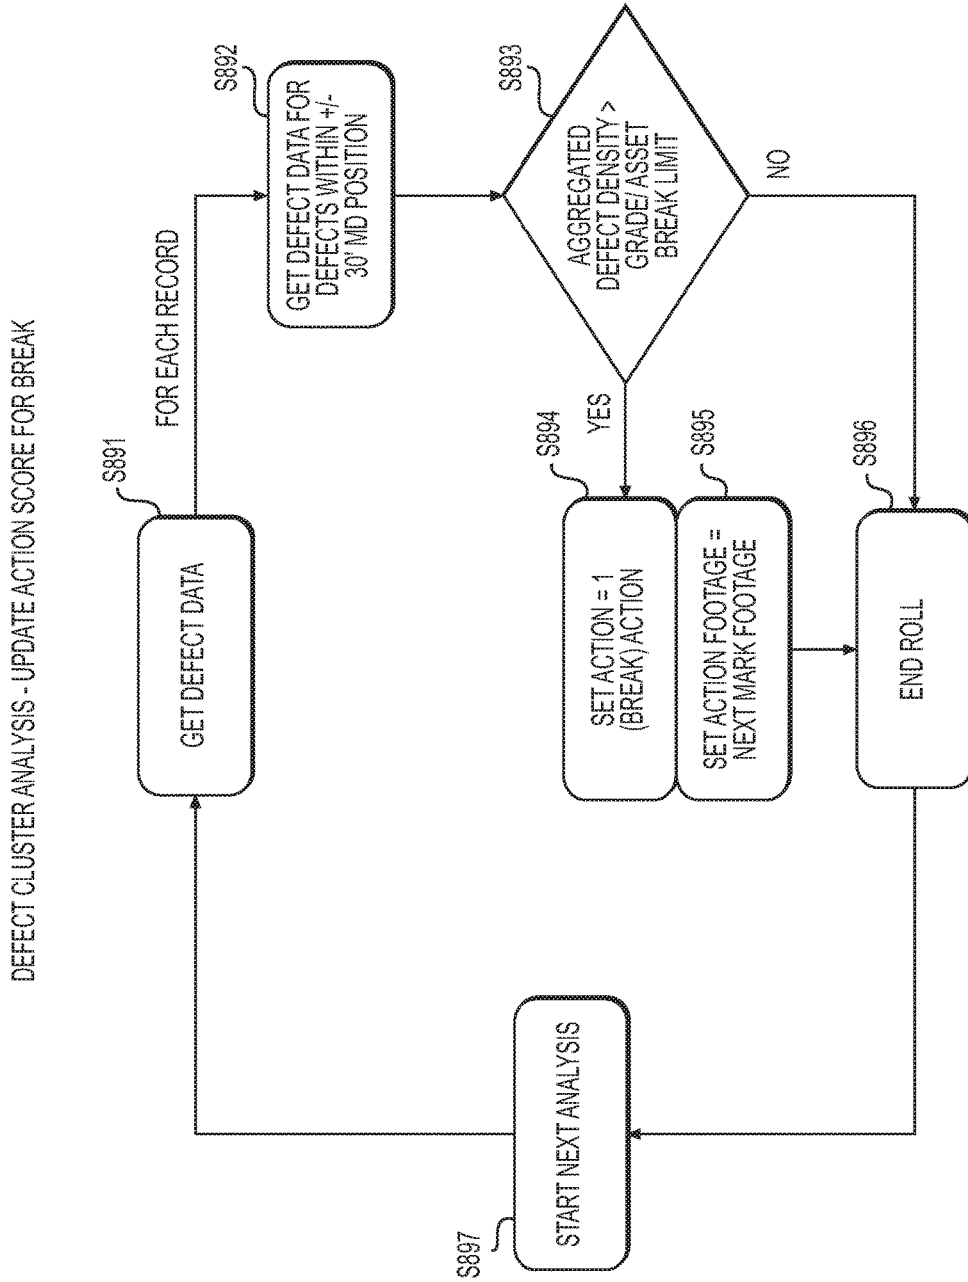 DEFECT CLUSTER ANALYSIS - UPDATE ACTION SCORE FOR BREAK
S891
GET DEFECT DATA
FOR EACH RECORD
S892
GET DEFECT DATA FOR
DEFECTS WITHIN +/-
30' MD POSITION
S893
AGGREGATED
DEFECT DENSITY >
GRADE/ASSET
BREAK LIMIT
YES
NO
S894
SET ACTION = 1
(BREAK) ACTION
S895
SET ACTION FOOTAGE =
NEXT MARK FOOTAGE
S896
END ROLL
S897
START NEXT ANALYSIS